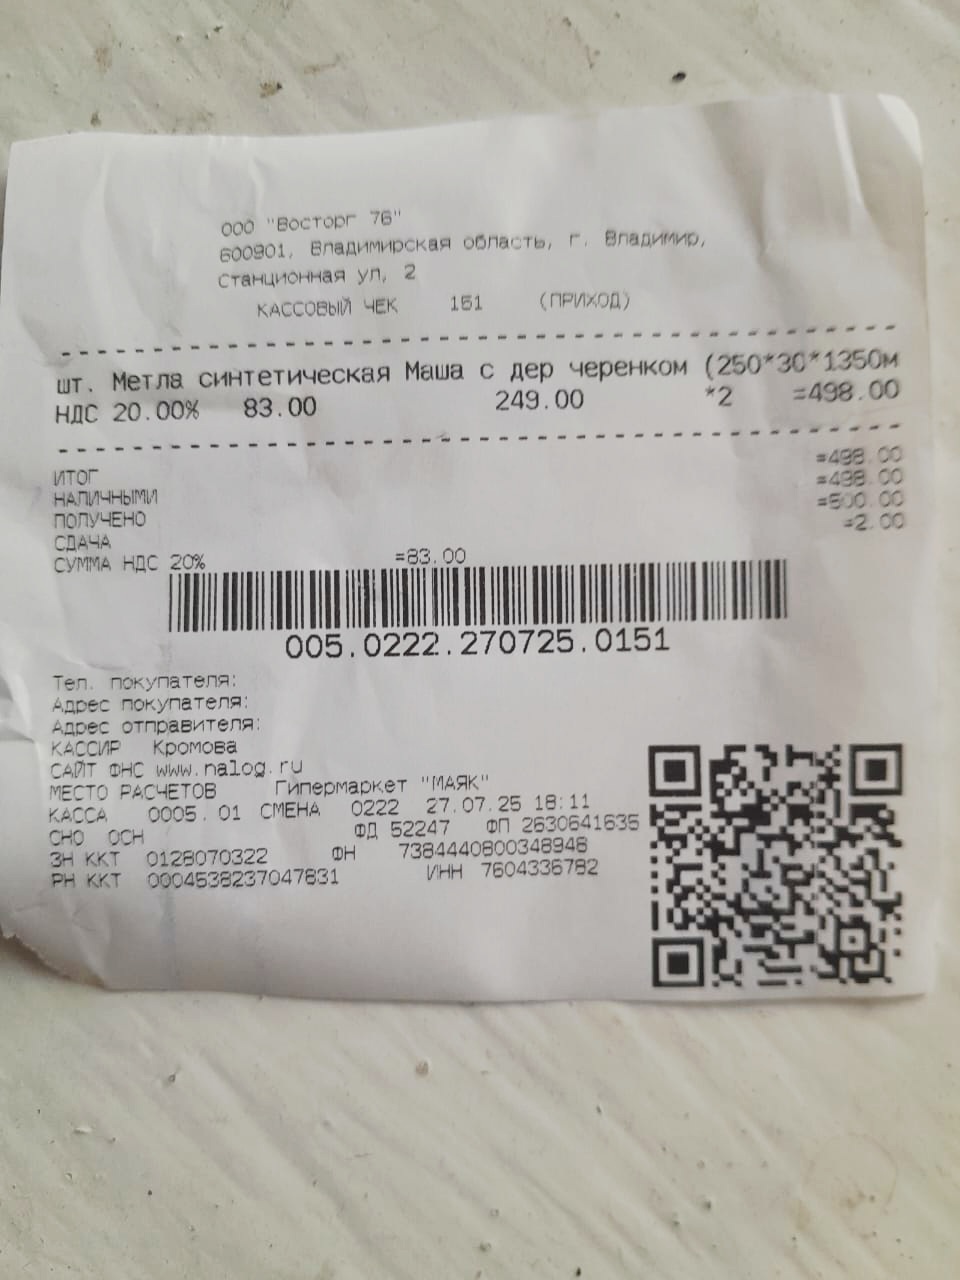 ООО "Восторг 76"
600901, Владимирская область, г. Владимир,
Станционная ул, 2
КАССОВЫЙ ЧЕК 151 (ПРИХОД)
шт. Метла синтетическая Маша с дер черенком (250*30*1350м
НДС 20.00% 83.00 249.00 *2 =498.00
ИТОГ =498.00
НАЛИЧНЫМИ =498.00
ПОЛУЧЕНО =500.00
СДАЧА =2.00
СУММА НДС 20% =83.00
005.0222.270725.0151
Тел. покупателя:
Адрес покупателя:
Адрес отправителя:
КАССИР Кромова
САЙТ ФНС www.nalog.ru
МЕСТО РАСЧЕТОВ Гипермаркет "МАЯК"
КАССА 0005.01 СМЕНА 0222 27.07.25 18:11
СНО ОСН ФД 52247 ФП 2630641635
ЗН ККТ 0128070322 ФН 7384440800348948
РН ККТ 0004538237047831 ИНН 7604336782